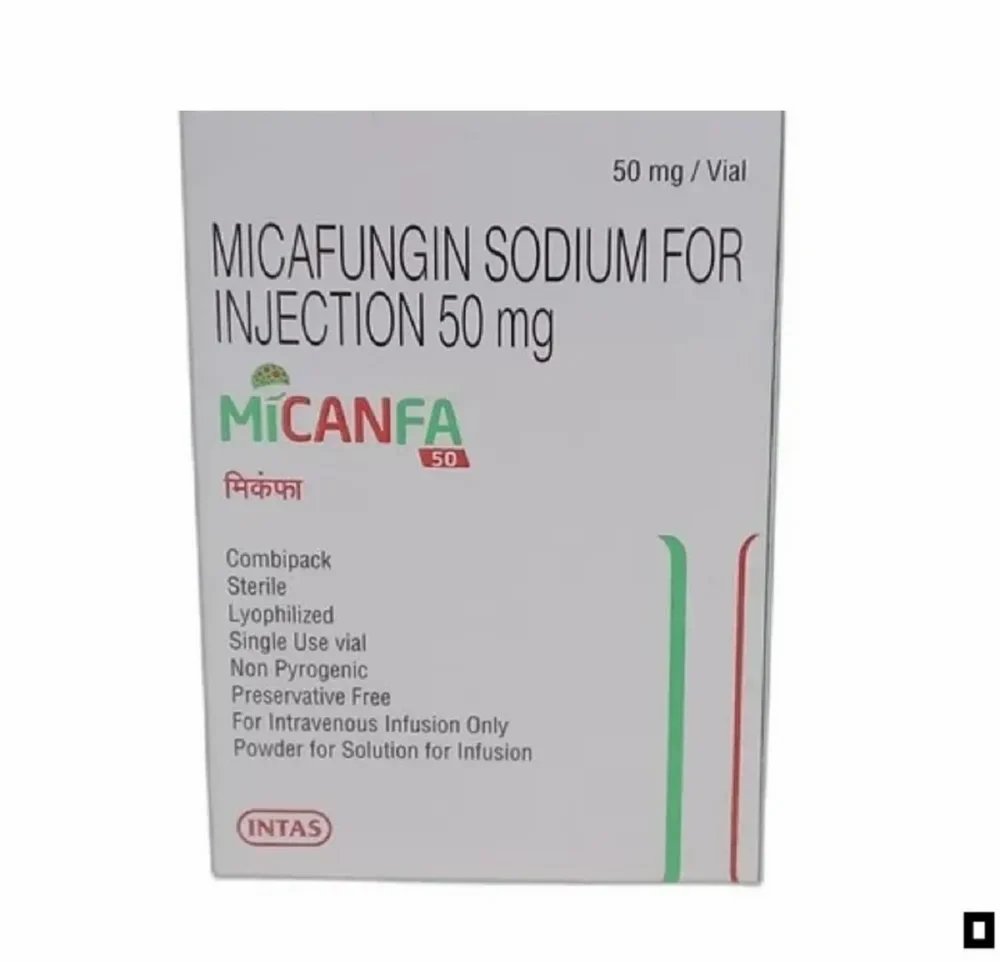 50 mg / Vial
MICAFUNGIN SODIUM FOR
INJECTION 50 mg
MiCANFA
50
मिकंफा
Combipack
Sterile
Lyophilized
Single Use vial
Non Pyrogenic
Preservative Free
For Intravenous Infusion Only
Powder for Solution for Infusion
INTAS